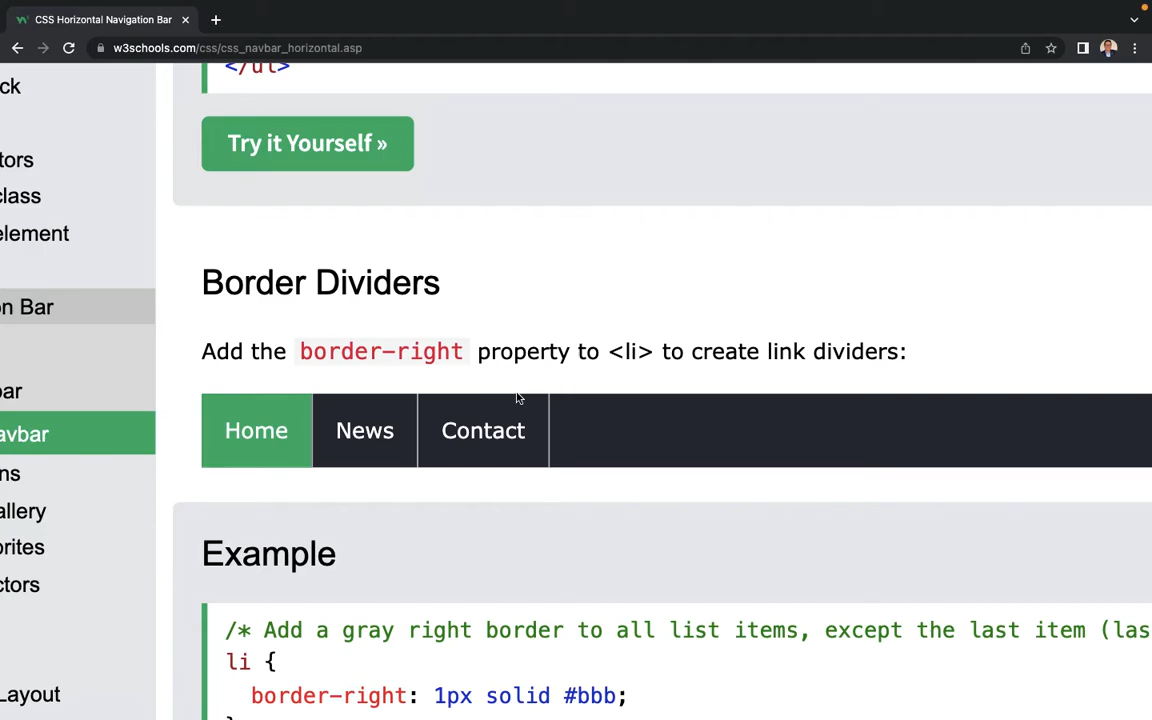 CSS Horizontal Navigation Bar
w3schools.com/css/css_navbar_horizontal.asp
ck
tors
class
element
on Bar
bar
avbar
ns
allery
orites
ctors
Layout
</ul>
Try it Yourself »
Border Dividers
Add the border-right property to <li> to create link dividers:
Home News Contact
Example
/* Add a gray right border to all list items, except the last item (las
li {
border-right: 1px solid #bbb;